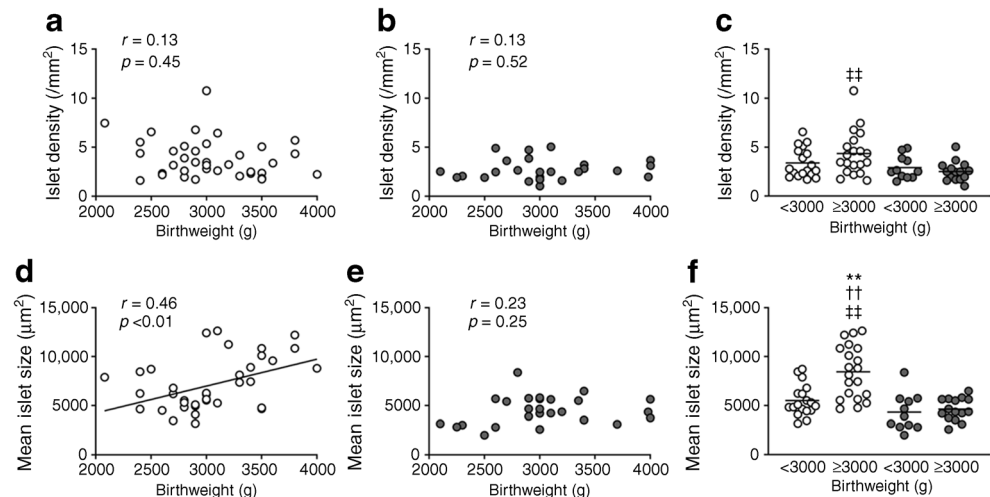 a
r = 0.13
p = 0.45
Islet density (/mm²)
15
10
5
0
2000 2500 3000 3500 4000
Birthweight (g)
b
r = 0.13
p = 0.52
Islet density (/mm²)
15
10
5
0
2000 2500 3000 3500 4000
Birthweight (g)
c
‡‡
Islet density (/mm²)
15
10
5
0
<3000 ≥3000 <3000 ≥3000
Birthweight (g)
d
r = 0.46
p <0.01
Mean islet size (μm²)
15,000
10,000
5000
0
2000 2500 3000 3500 4000
Birthweight (g)
e
r = 0.23
p = 0.25
Mean islet size (μm²)
15,000
10,000
5000
0
2000 2500 3000 3500 4000
Birthweight (g)
f
**
††
‡‡
Mean islet size (μm²)
15,000
10,000
5000
0
<3000 ≥3000 <3000 ≥3000
Birthweight (g)